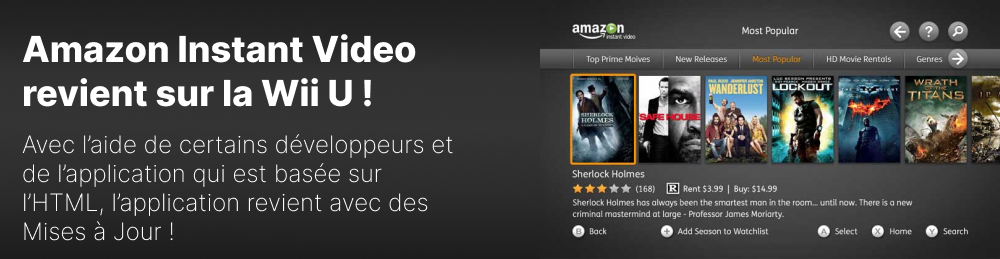 Amazon Instant Video
revient sur la Wii U !
Avec l’aide de certains développeurs et
de l’application qui est basée sur
l’HTML, l’application revient avec des
Mises à Jour !
amazon
instant video
Most Popular
?
Top Prime Moives
New Releases
Most Popular
HD Movie Rentals
Genres
SHERLOCK
HOLMES
SAFE HOUSE
WANDERLUST
LOCKOUT
WRATH
OF THE
TITANS
Sherlock Holmes
(168) R Rent $3.99 | Buy: $14.99
Sherlock Holmes has always been the smartest man in the room... until now. There is a new
criminal mastermind at large - Professor James Moriarty.
B Back
+ Add Season to Watchlist
A Select
X Home
Y Search